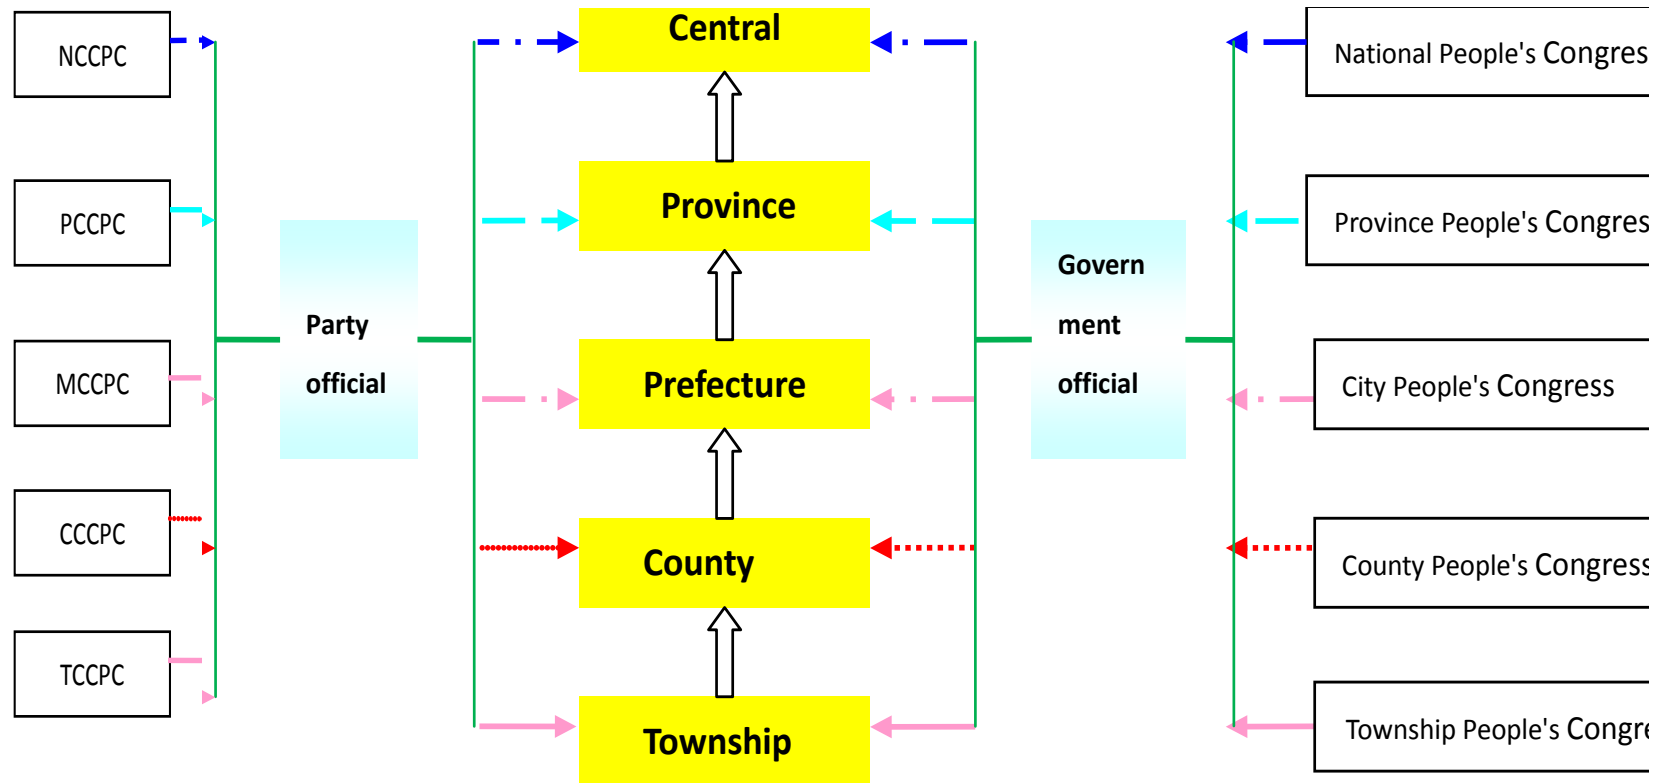 NCCPC
PCCPC
MCCPC
CCCPC
TCCPC
Party
official
Central
Province
Prefecture
County
Township
Govern
ment
official
National People's Congres
Province People's Congres
City People's Congress
County People's Congress
Township People's Congre